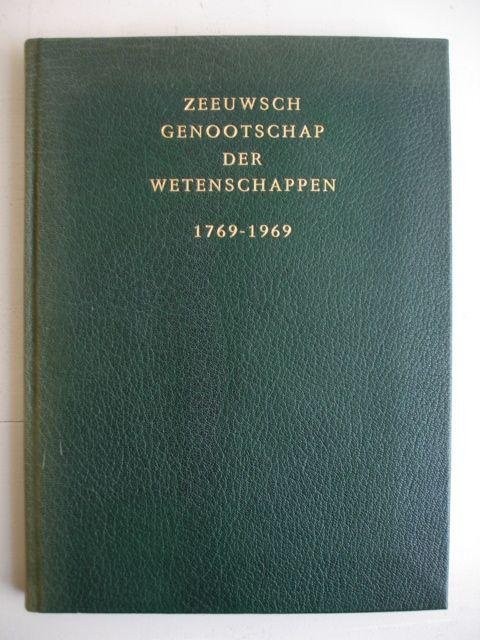 ZEEUWSCH
GENOOTSCHAP
DER
WETENSCHAPPEN
1769-1969